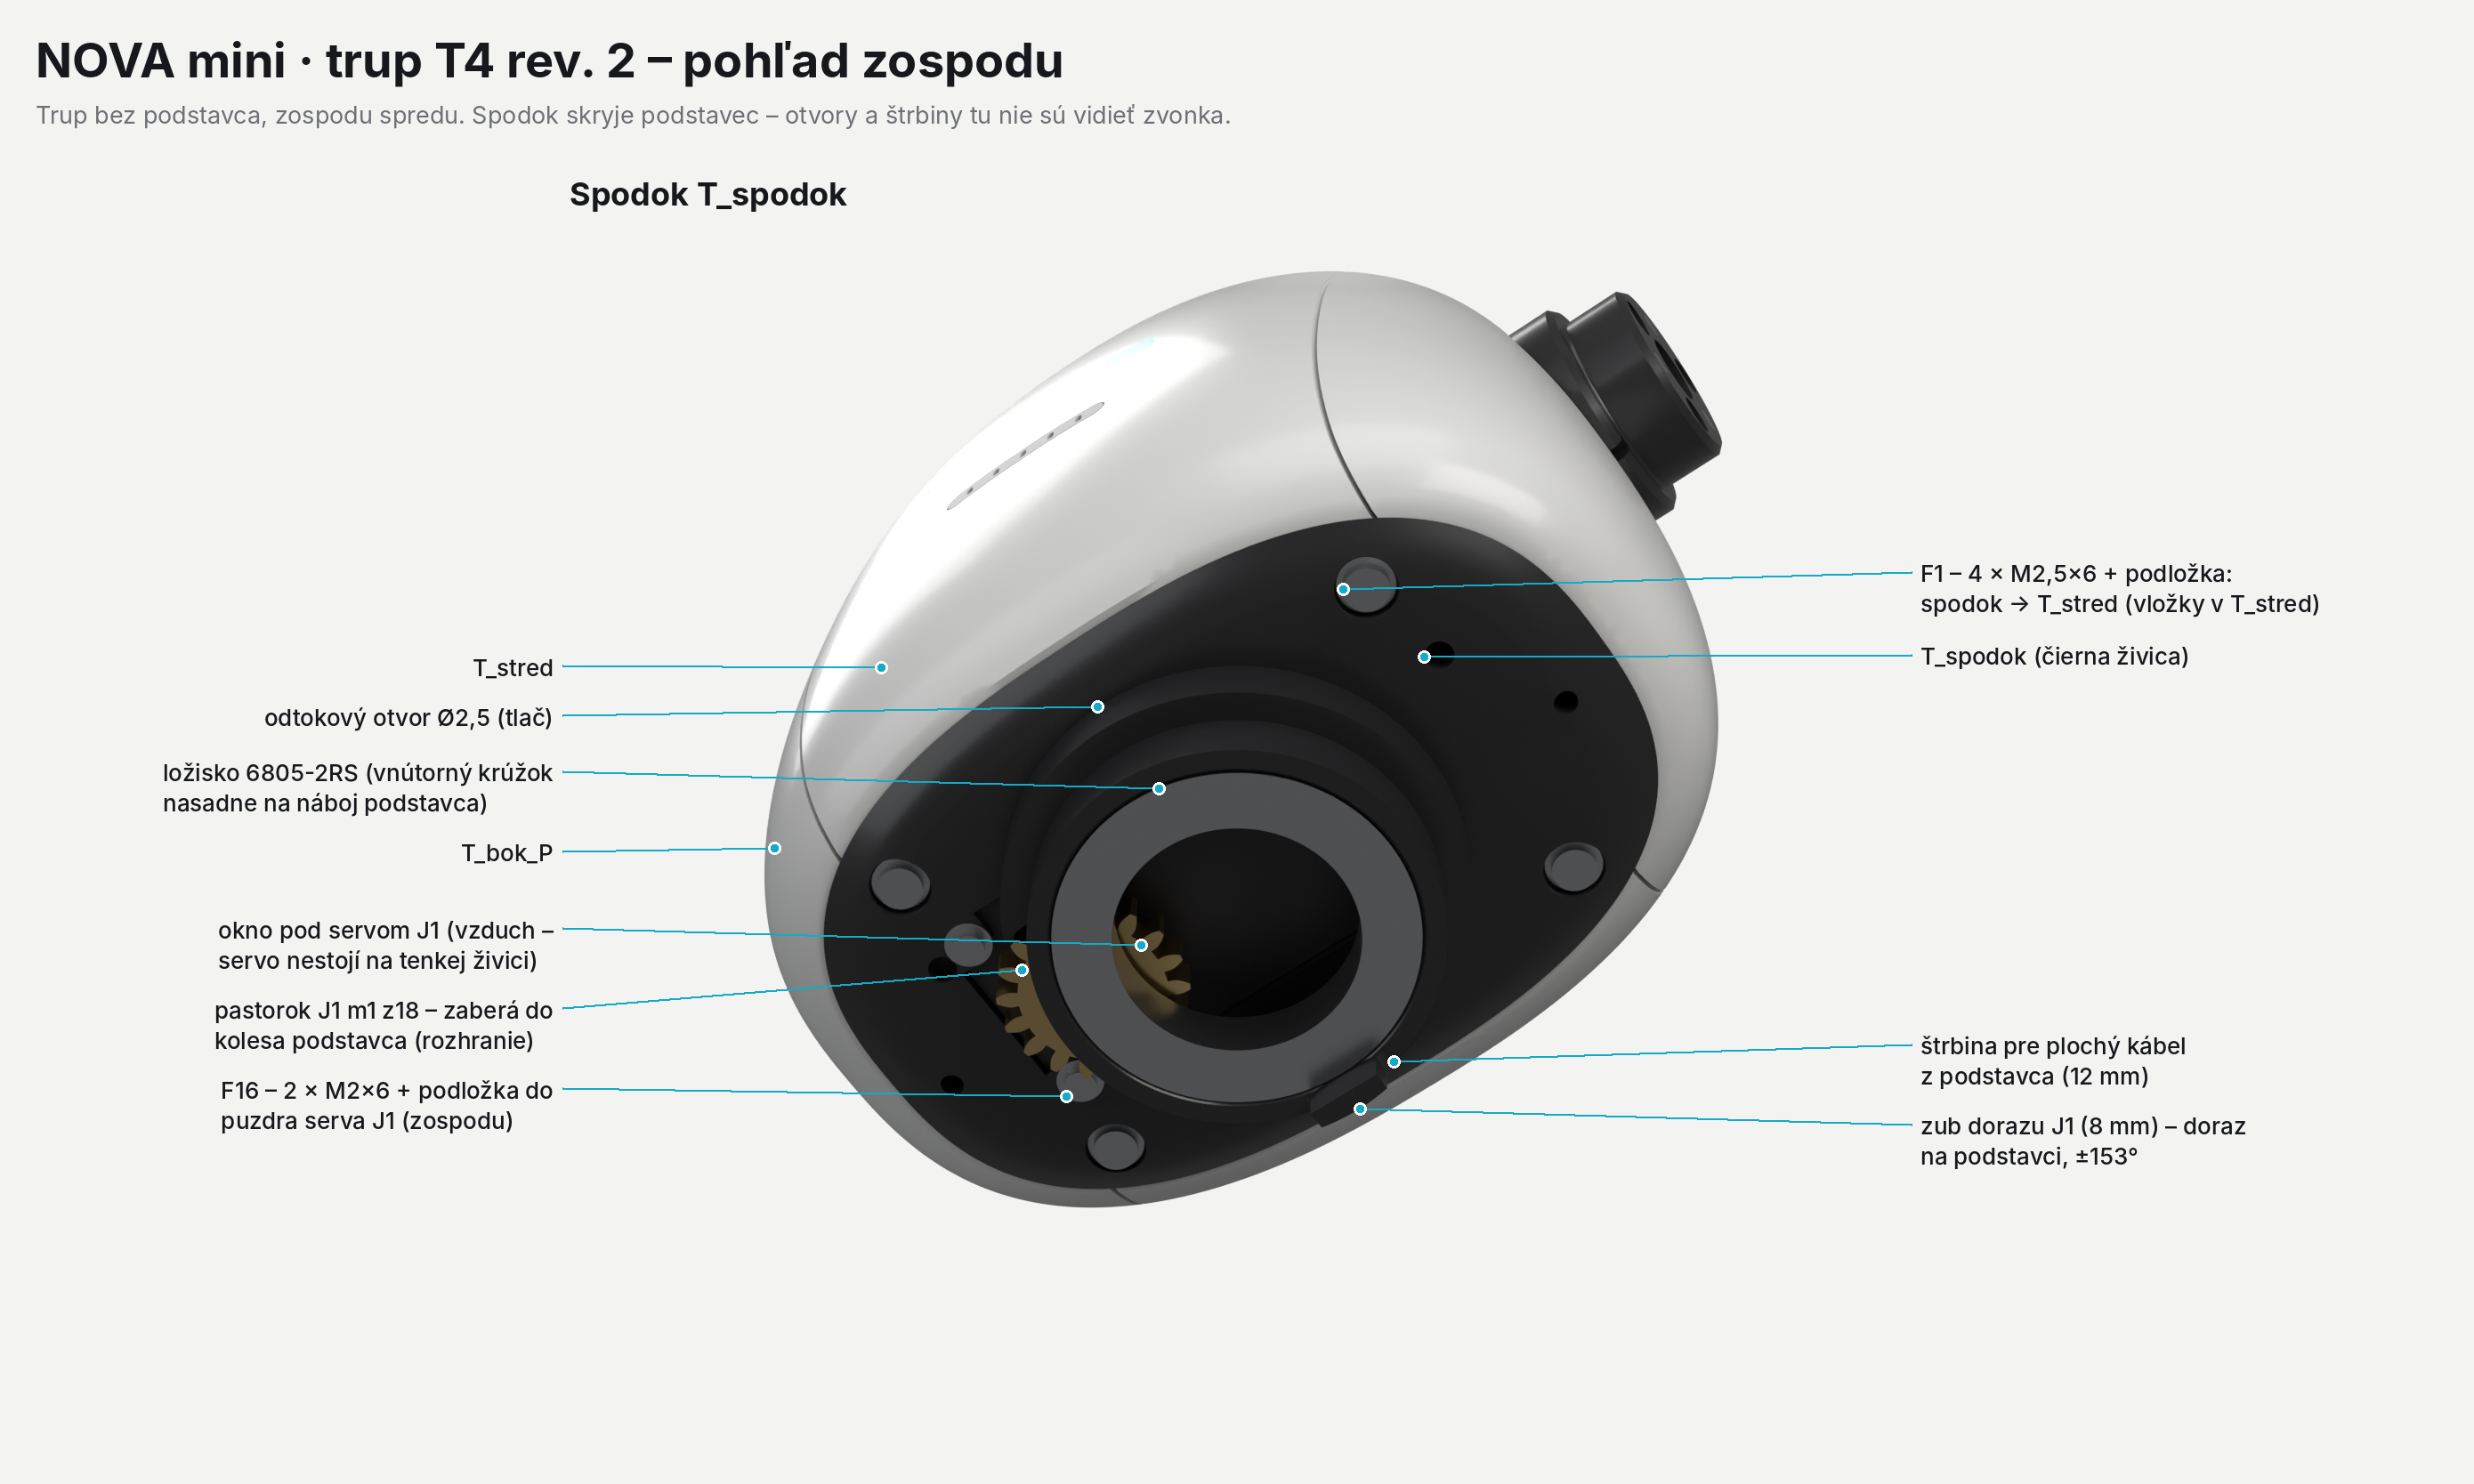 NOVA mini · trup T4 rev. 2 – pohľad zospodu
Trup bez podstavca, zospodu spredu. Spodok skryje podstavec – otvory a štrbiny tu nie sú vidieť zvonka.
Spodok T_spodok
T_stred
odtokový otvor Ø2,5 (tlač)
ložisko 6805-2RS (vnútorný krúžok
nasadne na náboj podstavca)
T_bok_P
okno pod servom J1 (vzduch –
servo nestojí na tenkej živici)
pastorok J1 m1 z18 – zaberá do
kolesa podstavca (rozhranie)
F16 – 2 × M2×6 + podložka do
puzdra serva J1 (zospodu)
F1 – 4 × M2,5×6 + podložka:
spodok → T_stred (vložky v T_stred)
T_spodok (čierna živica)
štrbina pre plochý kábel
z podstavca (12 mm)
zub dorazu J1 (8 mm) – doraz
na podstavci, ±153°